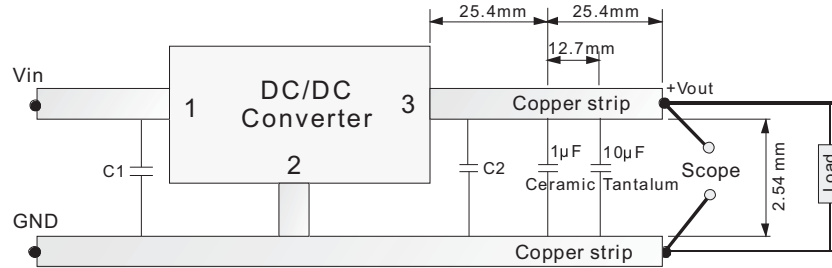 25.4mm
25.4mm
12.7mm
Vin
DC/DC
Converter
1
2
3
Copper strip
+Vout
C1
C2
1µF
10µF
Ceramic
Tantalum
Scope
2.54 mm
Load
GND
Copper strip